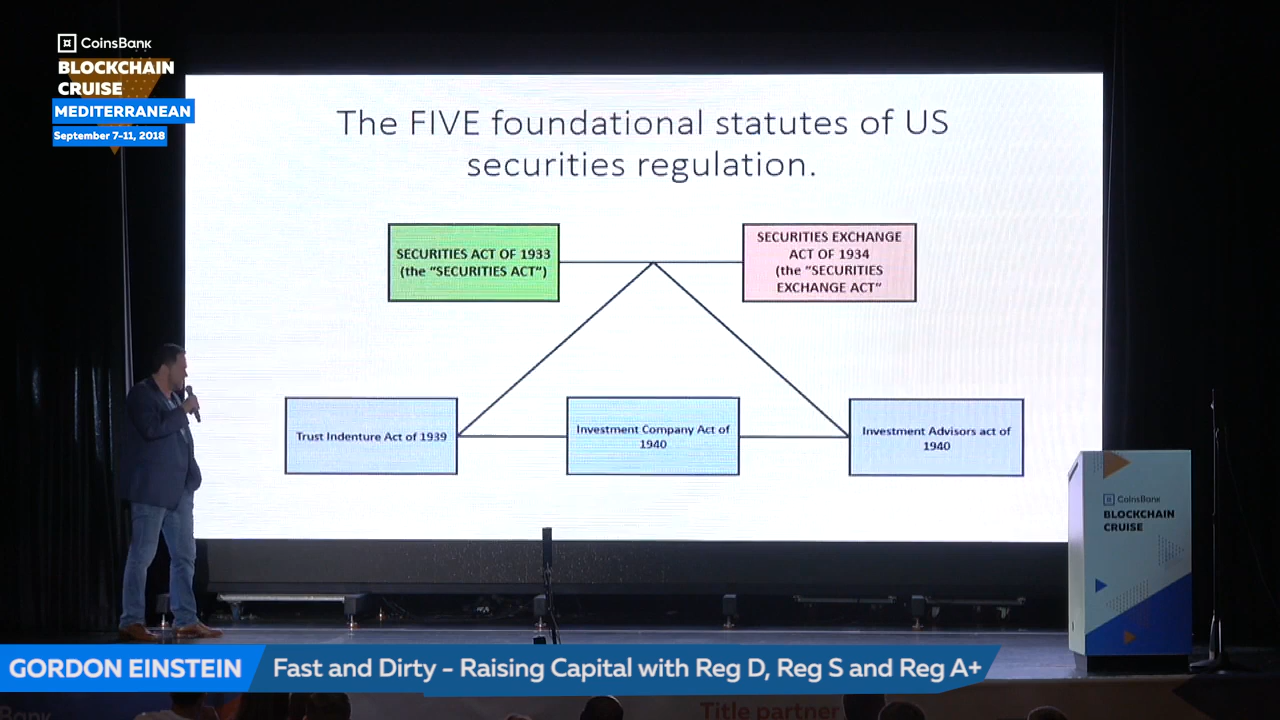 CoinsBank
BLOCKCHAIN
CRUISE
MEDITERRANEAN
September 7-11, 2018
The FIVE foundational statutes of US
securities regulation.
SECURITIES ACT OF 1933
(the “SECURITIES ACT”)
SECURITIES EXCHANGE
ACT OF 1934
(the “SECURITIES
EXCHANGE ACT“
Trust Indenture Act of 1939
Investment Company Act of
1940
Investment Advisors act of
1940
CoinsBank
BLOCKCHAIN
CRUISE
GORDON EINSTEIN
Fast and Dirty - Raising Capital with Reg D, Reg S and Reg A+
Bank
Title partner